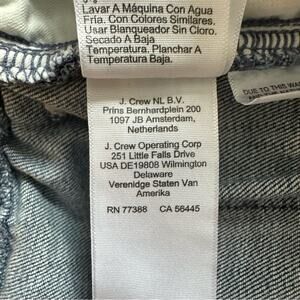 Lavar A Máquina Con Agua
Fría. Con Colores Similares.
Usar Blanqueador Sin Cloro.
Secado A Baja
Temperatura. Planchar A
Temperatura Baja.
DUE TO THIS WA
J. Crew NL B.V.
Prins Bernhardplein 200
1097 JB Amsterdam,
Netherlands
J. Crew Operating Corp
251 Little Falls Drive
USA DE19808 Wilmington
Delaware
Verenidge Staten Van
Amerika
RN 77388 CA 56445